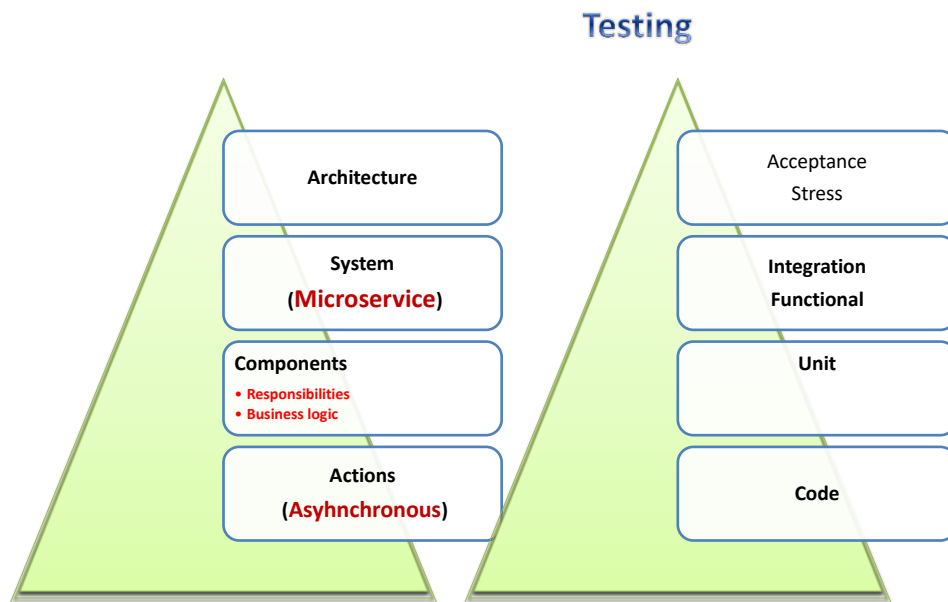 Testing
Architecture
System
(Microservice)
Components
• Responsibilities
• Business logic
Actions
(Asyhnchronous)
Acceptance
Stress
Integration
Functional
Unit
Code